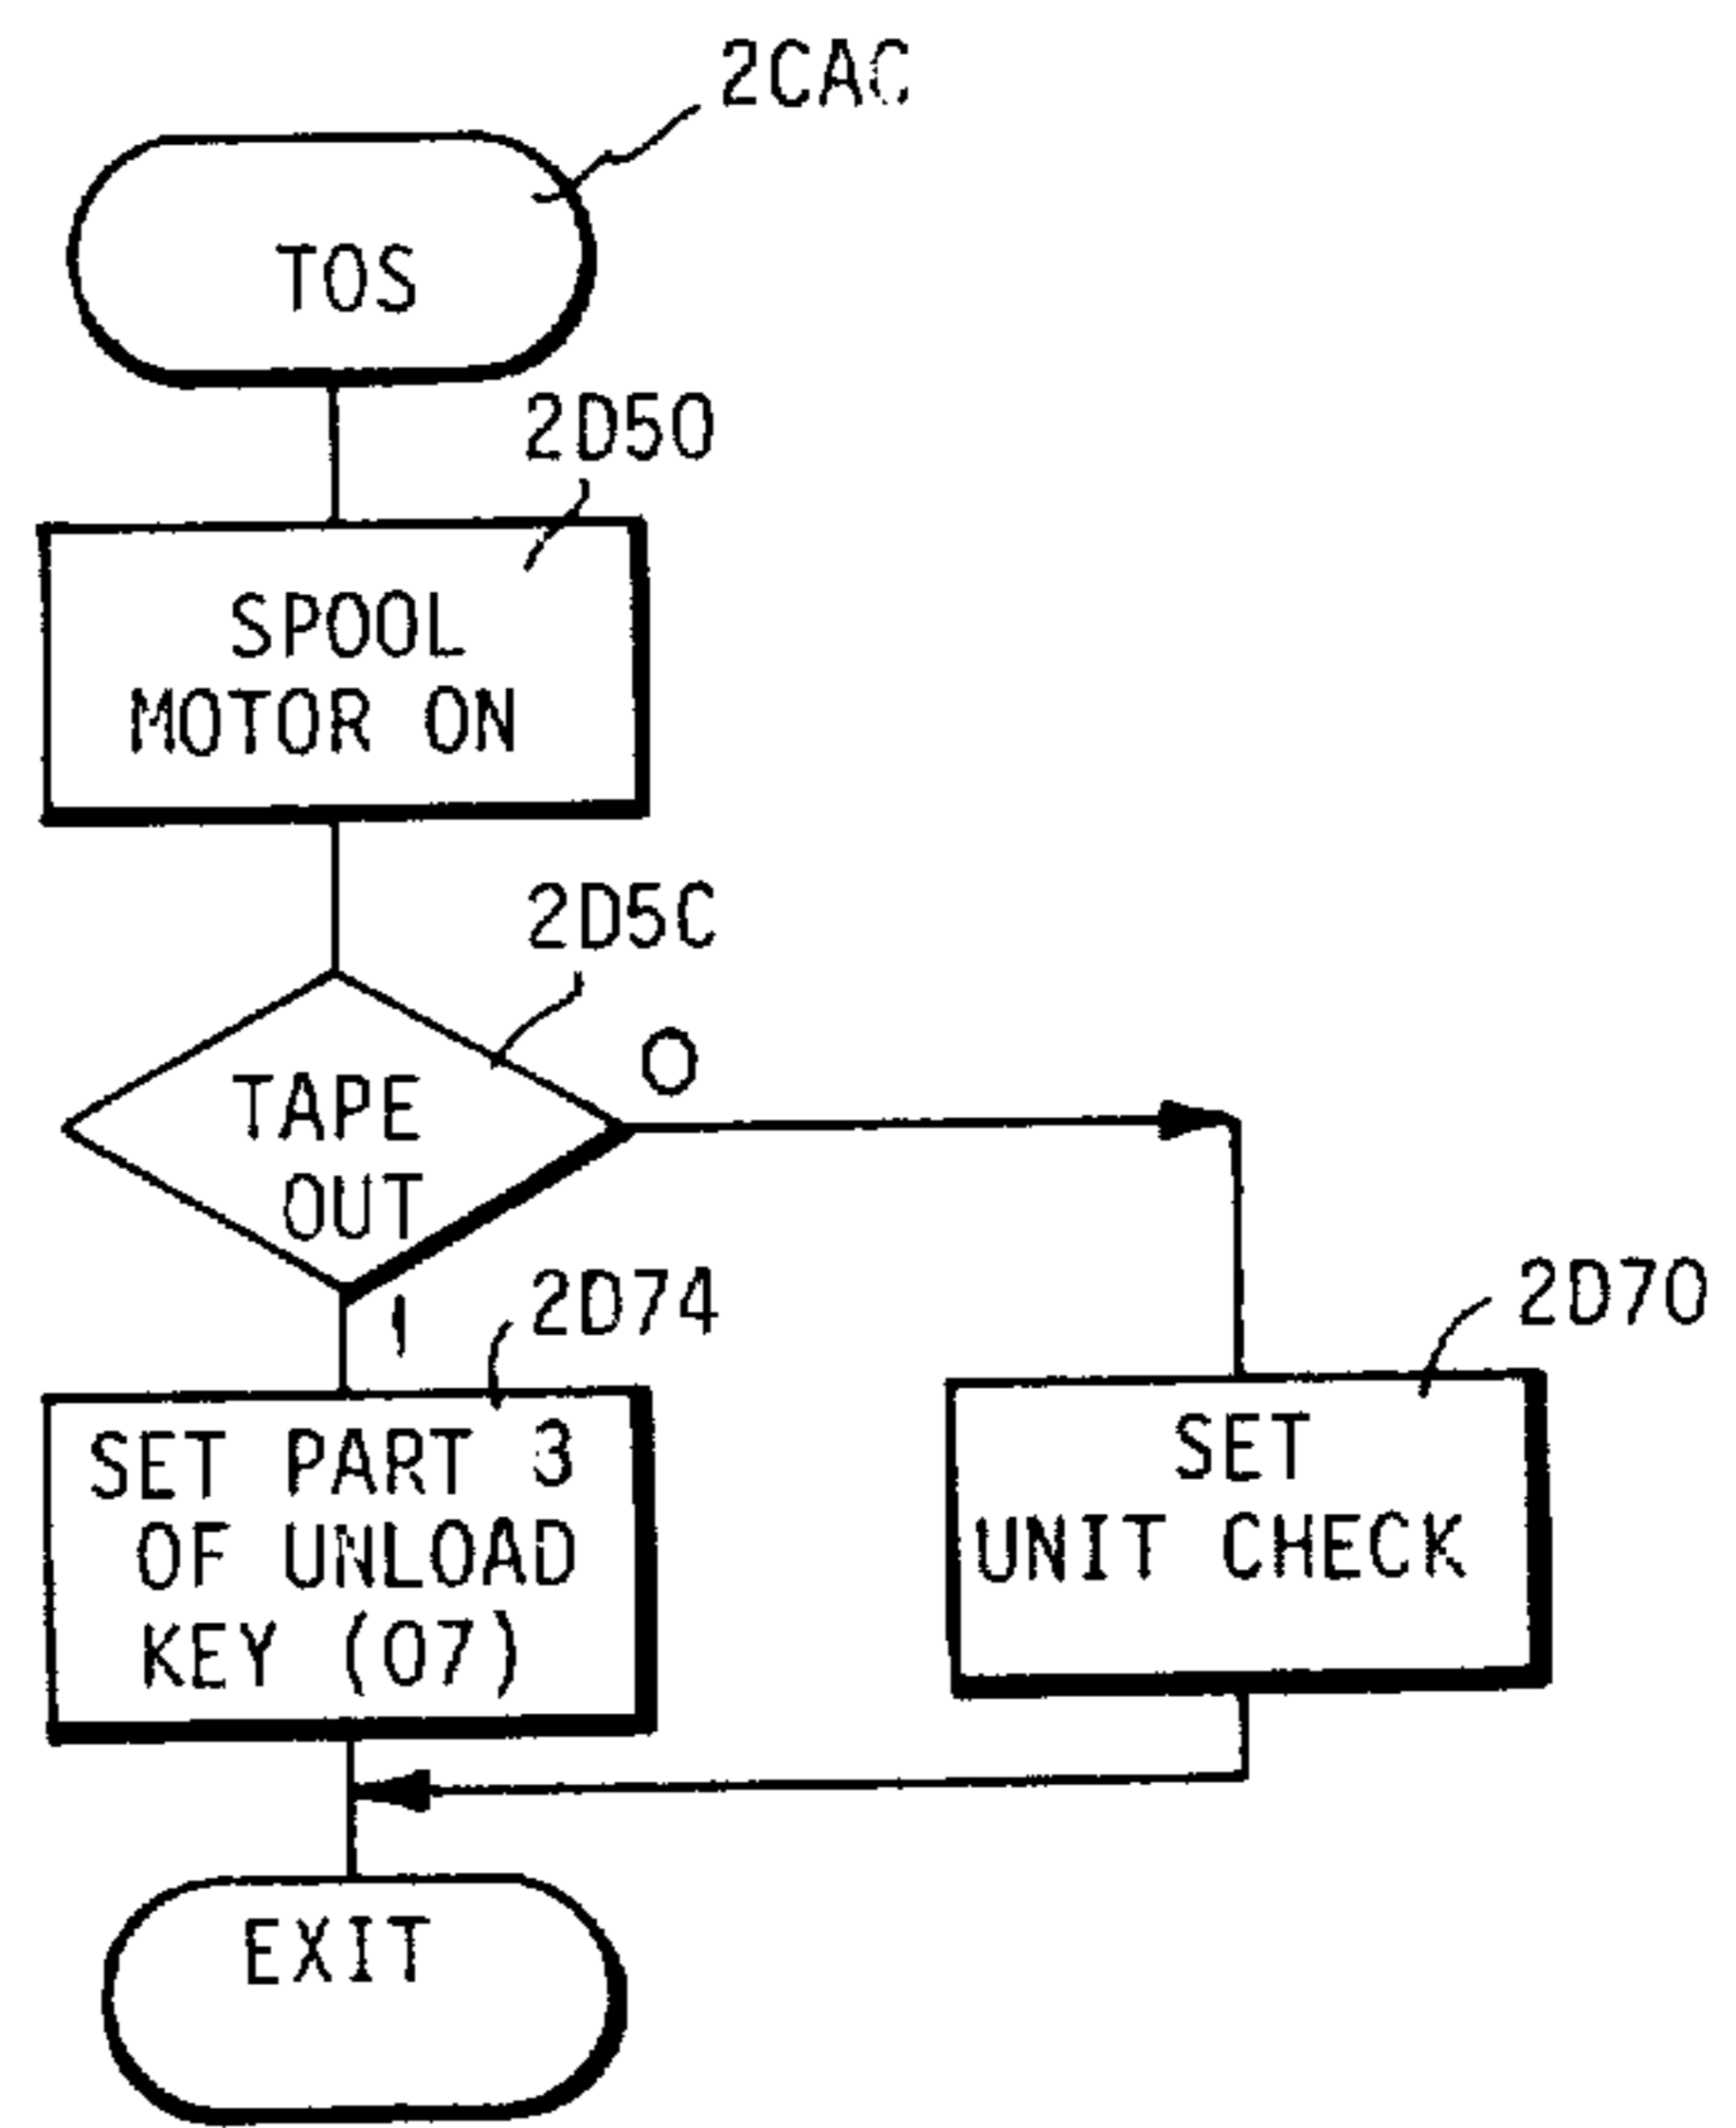 2CAC
TOS
2D50
SPOOL
MOTOR ON
2D5C
TAPE
OUT
0
1
2D74
SET PART 3
OF UNLOAD
KEY (07)
2D70
SET
UNIT CHECK
EXIT